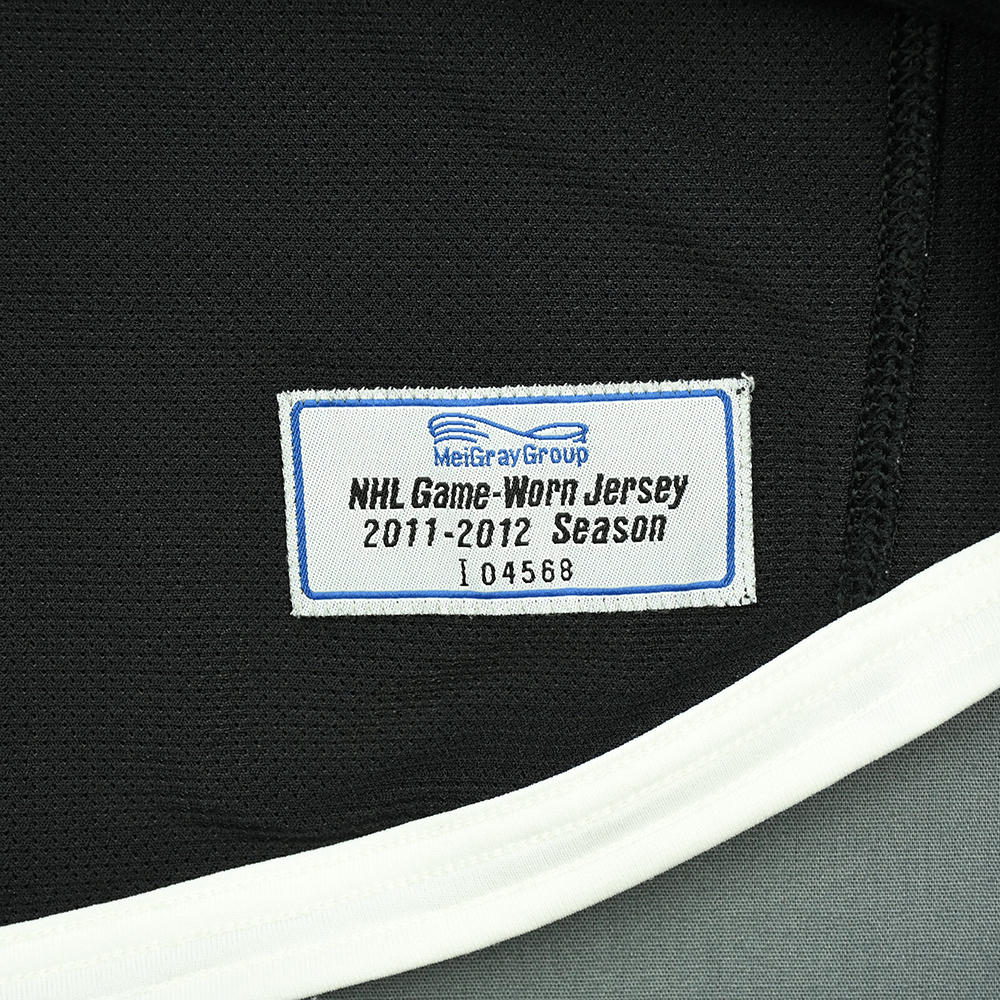 MeiGrayGroup
NHL Game-Worn Jersey
2011-2012 Season
I04568